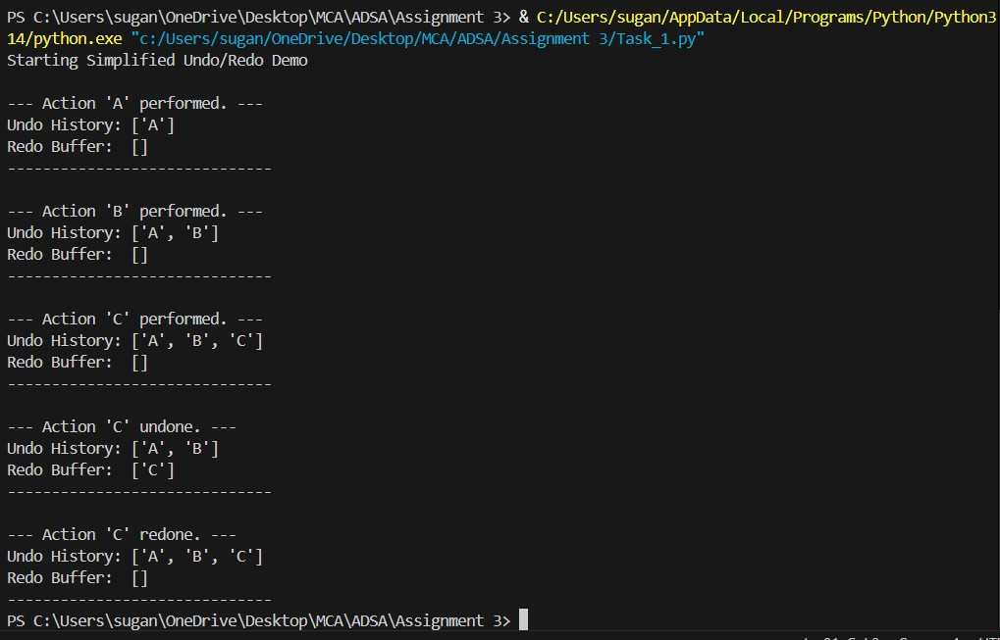 PS C:\Users\sugan\OneDrive\Desktop\MCA\ADSA\Assignment 3> & C:/Users/sugan/AppData/Local/Programs/Python/Python3
14/python.exe "c:/Users/sugan/OneDrive/Desktop/MCA/ADSA/Assignment 3/Task_1.py"
Starting Simplified Undo/Redo Demo

--- Action 'A' performed. ---
Undo History: ['A']
Redo Buffer:  []
------------------------------

--- Action 'B' performed. ---
Undo History: ['A', 'B']
Redo Buffer:  []
------------------------------

--- Action 'C' performed. ---
Undo History: ['A', 'B', 'C']
Redo Buffer:  []
------------------------------

--- Action 'C' undone. ---
Undo History: ['A', 'B']
Redo Buffer:  ['C']
------------------------------

--- Action 'C' redone. ---
Undo History: ['A', 'B', 'C']
Redo Buffer:  []
------------------------------
PS C:\Users\sugan\OneDrive\Desktop\MCA\ADSA\Assignment 3>